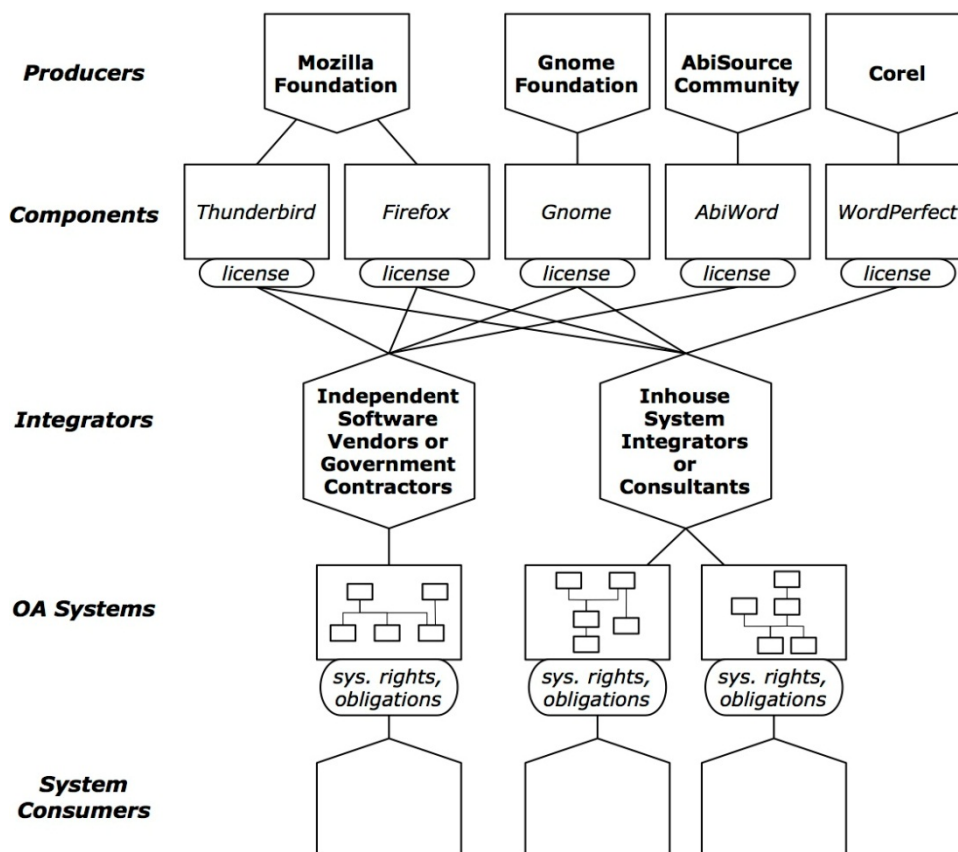 Producers
Mozilla
Foundation
Gnome
Foundation
AbiSource
Community
Corel
Components
Thunderbird
Firefox
Gnome
AbiWord
WordPerfect
license
license
license
license
license
Integrators
Independent
Software
Vendors or
Government
Contractors
Inhouse
System
Integrators
or
Consultants
OA Systems
sys. rights,
obligations
sys. rights,
obligations
sys. rights,
obligations
System
Consumers